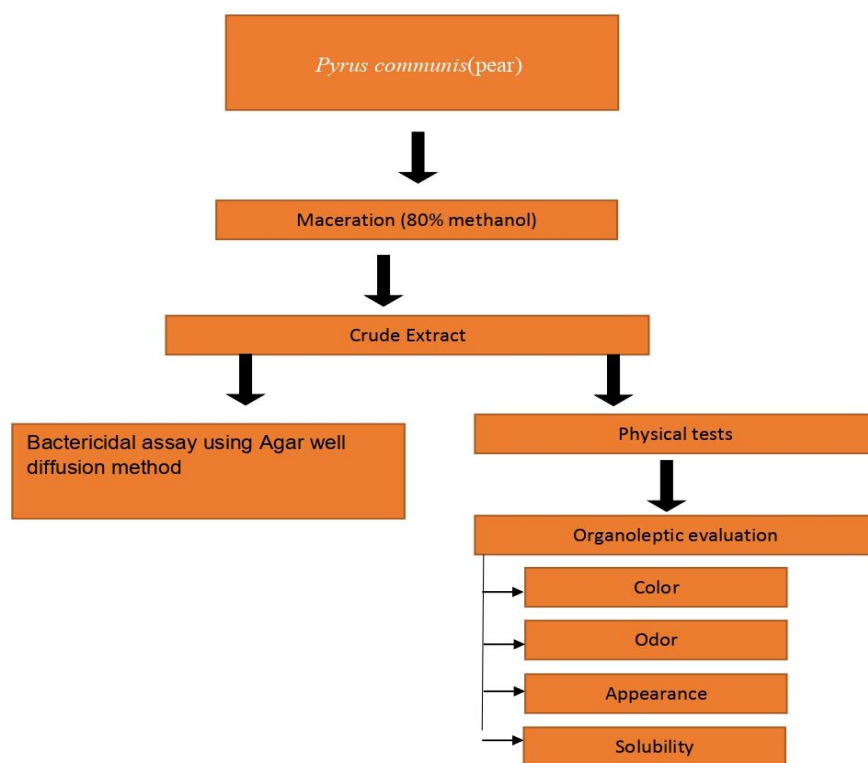 Pyrus communis(pear)
Maceration (80% methanol)
Crude Extract
Bactericidal assay using Agar well
diffusion method
Physical tests
Organoleptic evaluation
Color
Odor
Appearance
Solubility